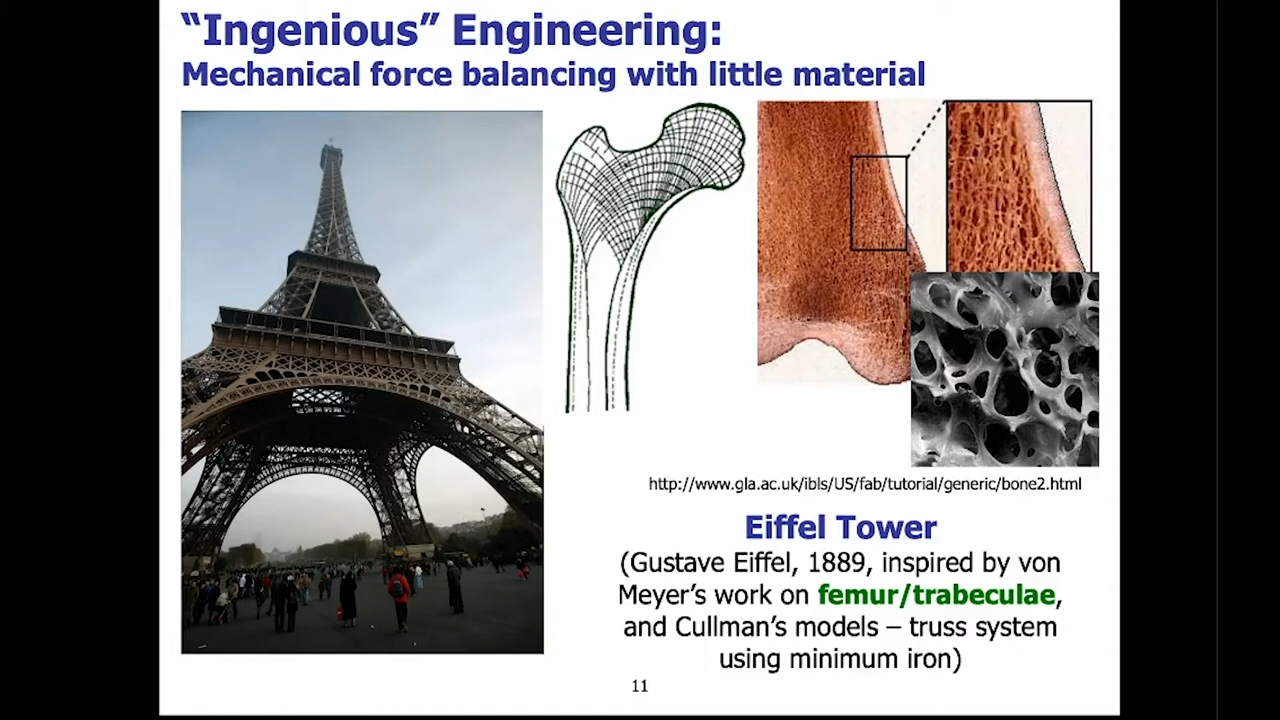 “Ingenious” Engineering:
Mechanical force balancing with little material
http://www.gla.ac.uk/ibls/US/fab/tutorial/generic/bone2.html
Eiffel Tower
(Gustave Eiffel, 1889, inspired by von
Meyer’s work on femur/trabeculae,
and Cullman’s models – truss system
using minimum iron)
11